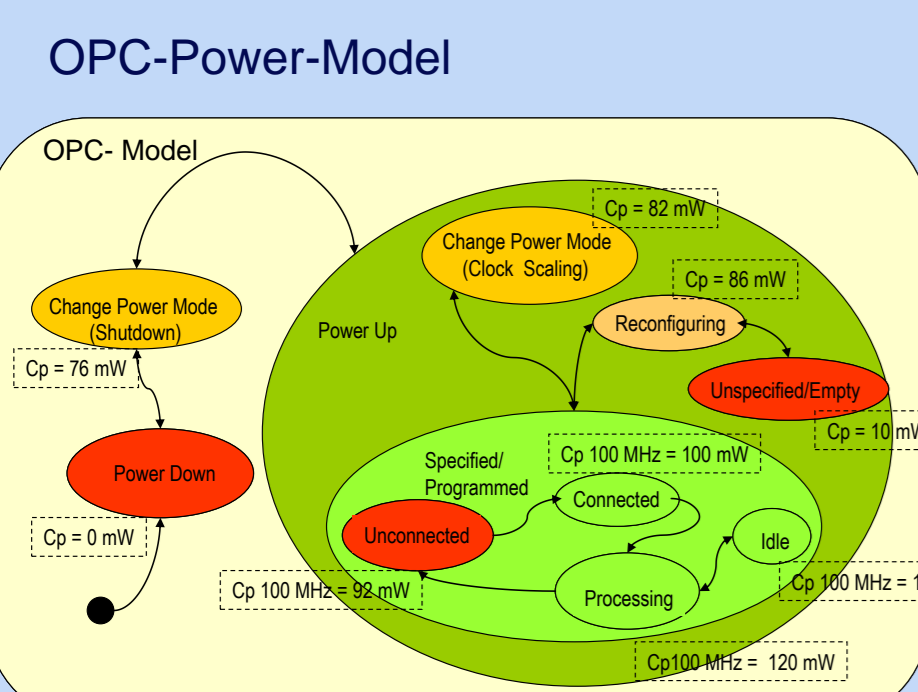 OPC-Power-Model
OPC- Model
Cp = 82 mW
Change Power Mode
(Clock Scaling)
Cp = 86 mW
Change Power Mode
(Shutdown)
Power Up
Reconfiguring
Cp = 76 mW
Unspecified/Empty
Cp = 10 mW
Specified/
Programmed
Cp 100 MHz = 100 mW
Power Down
Connected
Unconnected
Cp = 0 mW
Idle
Cp 100 MHz = 92 mW
Processing
Cp 100 MHz = 1
Cp100 MHz = 120 mW